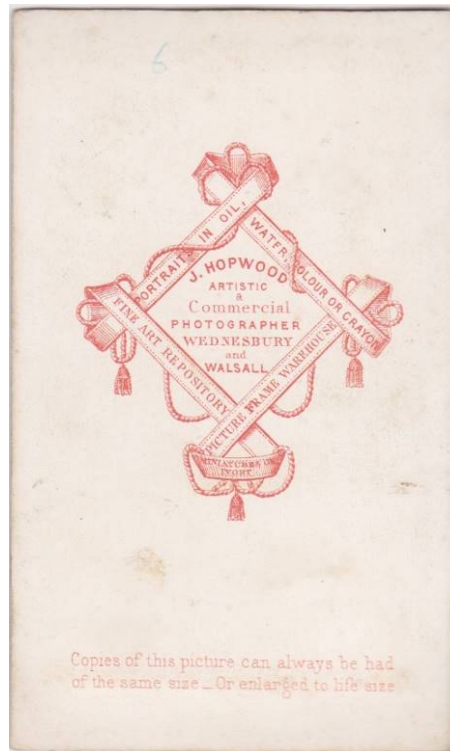 6
PORTRAITS IN OIL,
WATER, COLOUR OR CRAYON
J. HOPWOOD
ARTISTIC
&
Commercial
PHOTOGRAPHER
WEDNESBURY
and
WALSALL
FINE ART REPOSITORY
PICTURE FRAME WAREHOUSE
MINIATURES ON
IVORY
Copies of this picture can always be had
of the same size_Or enlarged to life size